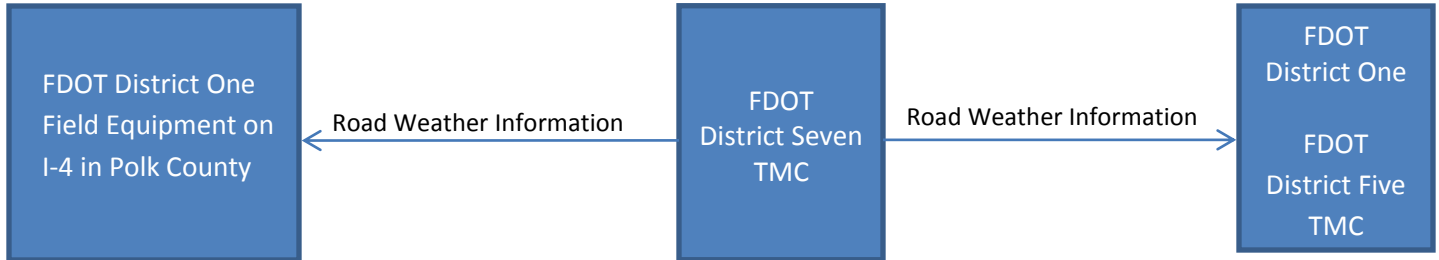 FDOT District One
Field Equipment on
I-4 in Polk County
Road Weather Information
FDOT
District Seven
TMC
Road Weather Information
FDOT
District One
FDOT
District Five
TMC